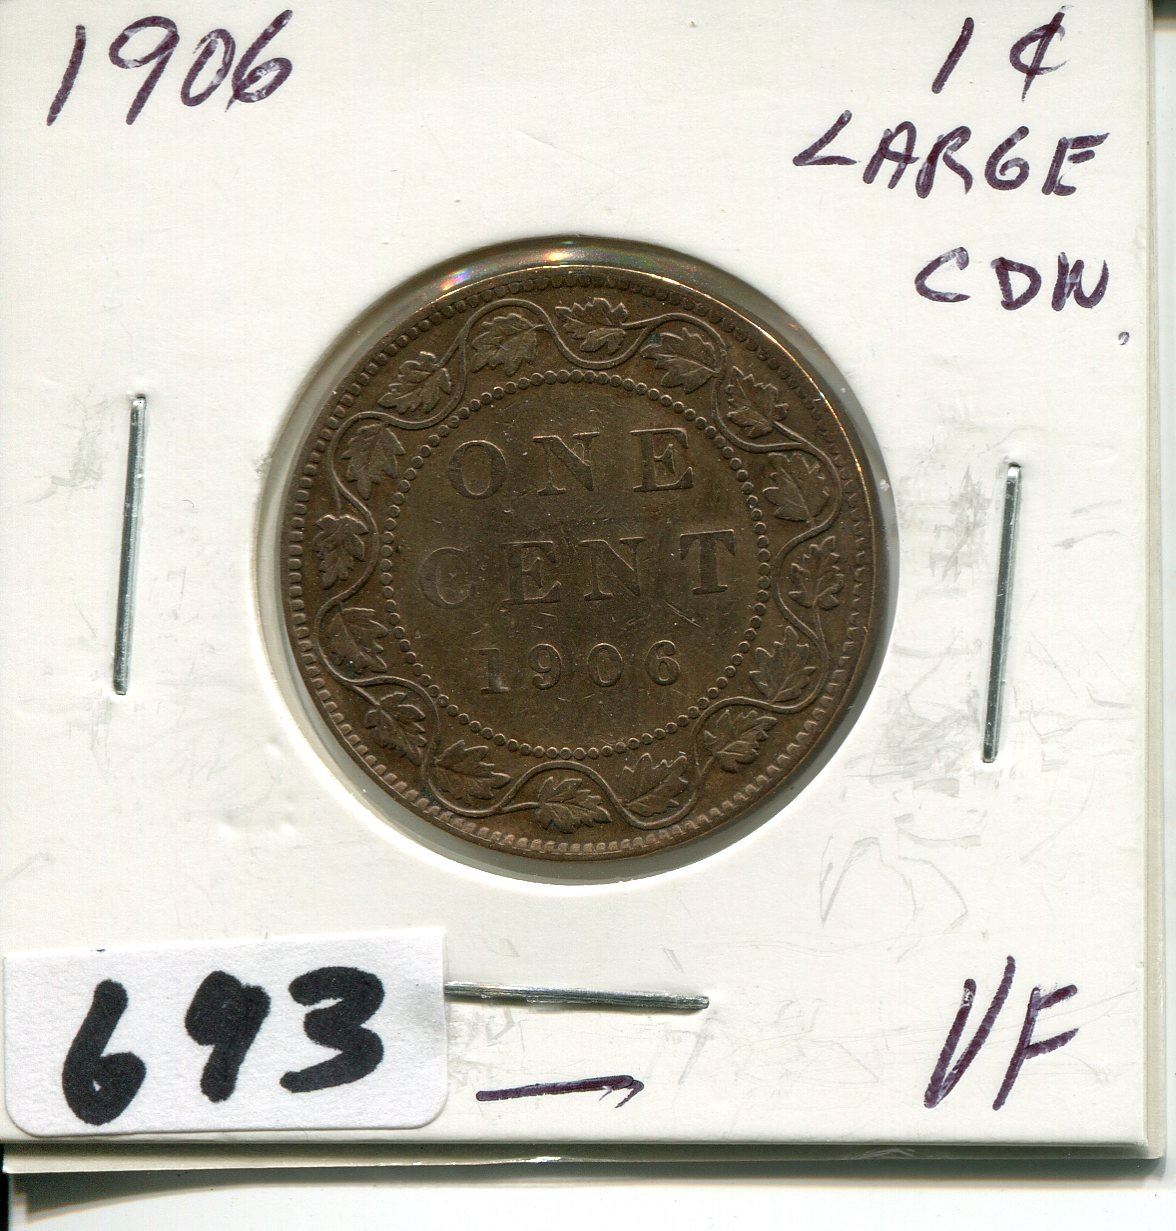 1906
1¢
LARGE
CDN.
ONE
CENT
1906
693
VF